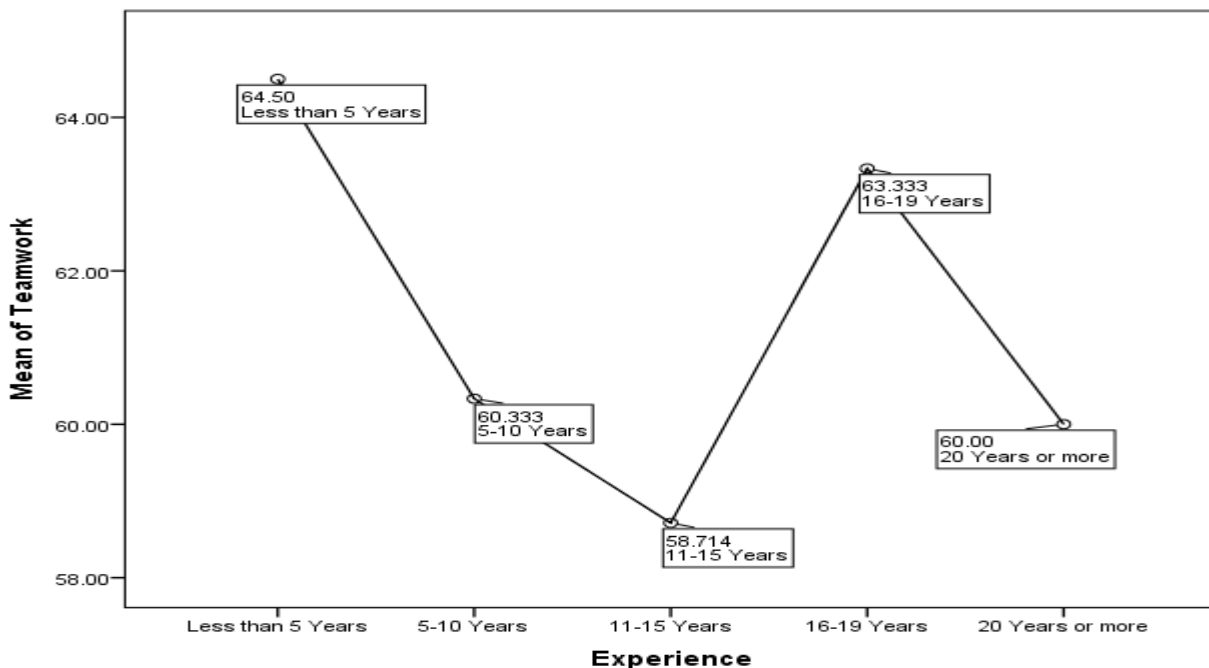 64.50
Less than 5 Years
64.00
63.333
16-19 Years
62.00
Mean of Teamwork
60.333
5-10 Years
60.00
60.00
20 Years or more
58.714
11-15 Years
58.00
Less than 5 Years
5-10 Years
11-15 Years
16-19 Years
20 Years or more
Experience